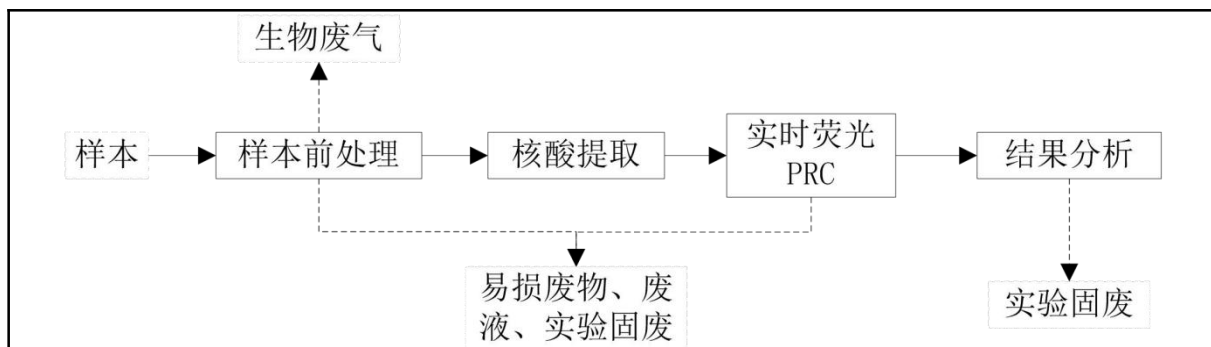 生物废气
样本
样本前处理
核酸提取
实时荧光
PRC
结果分析
易损废物、废
液、实验固废
实验固废